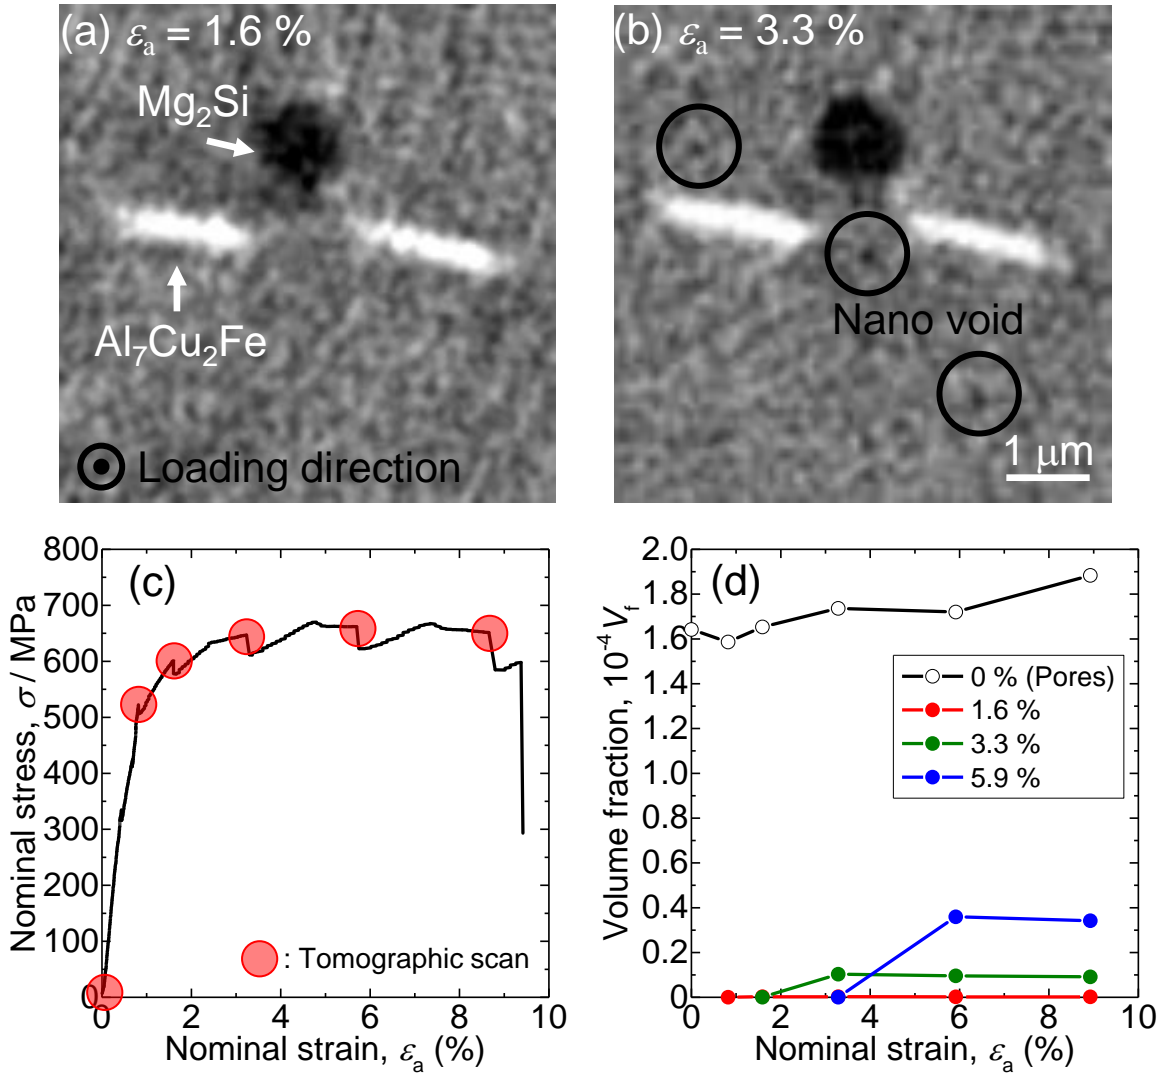 (a) εa = 1.6 %
Mg2Si
Al7Cu2Fe
Loading direction
(b) εa = 3.3 %
Nano void
1 μm
(c)
800
700
600
500
400
300
200
100
0
Nominal stress, σ / MPa
: Tomographic scan
0 2 4 6 8 10
Nominal strain, εa (%)
(d)
2.0
1.8
1.6
1.4
1.2
1.0
0.8
0.6
0.4
0.2
0
Volume fraction, 10-4 Vf
0 % (Pores)
1.6 %
3.3 %
5.9 %
0 2 4 6 8 10
Nominal strain, εa (%)